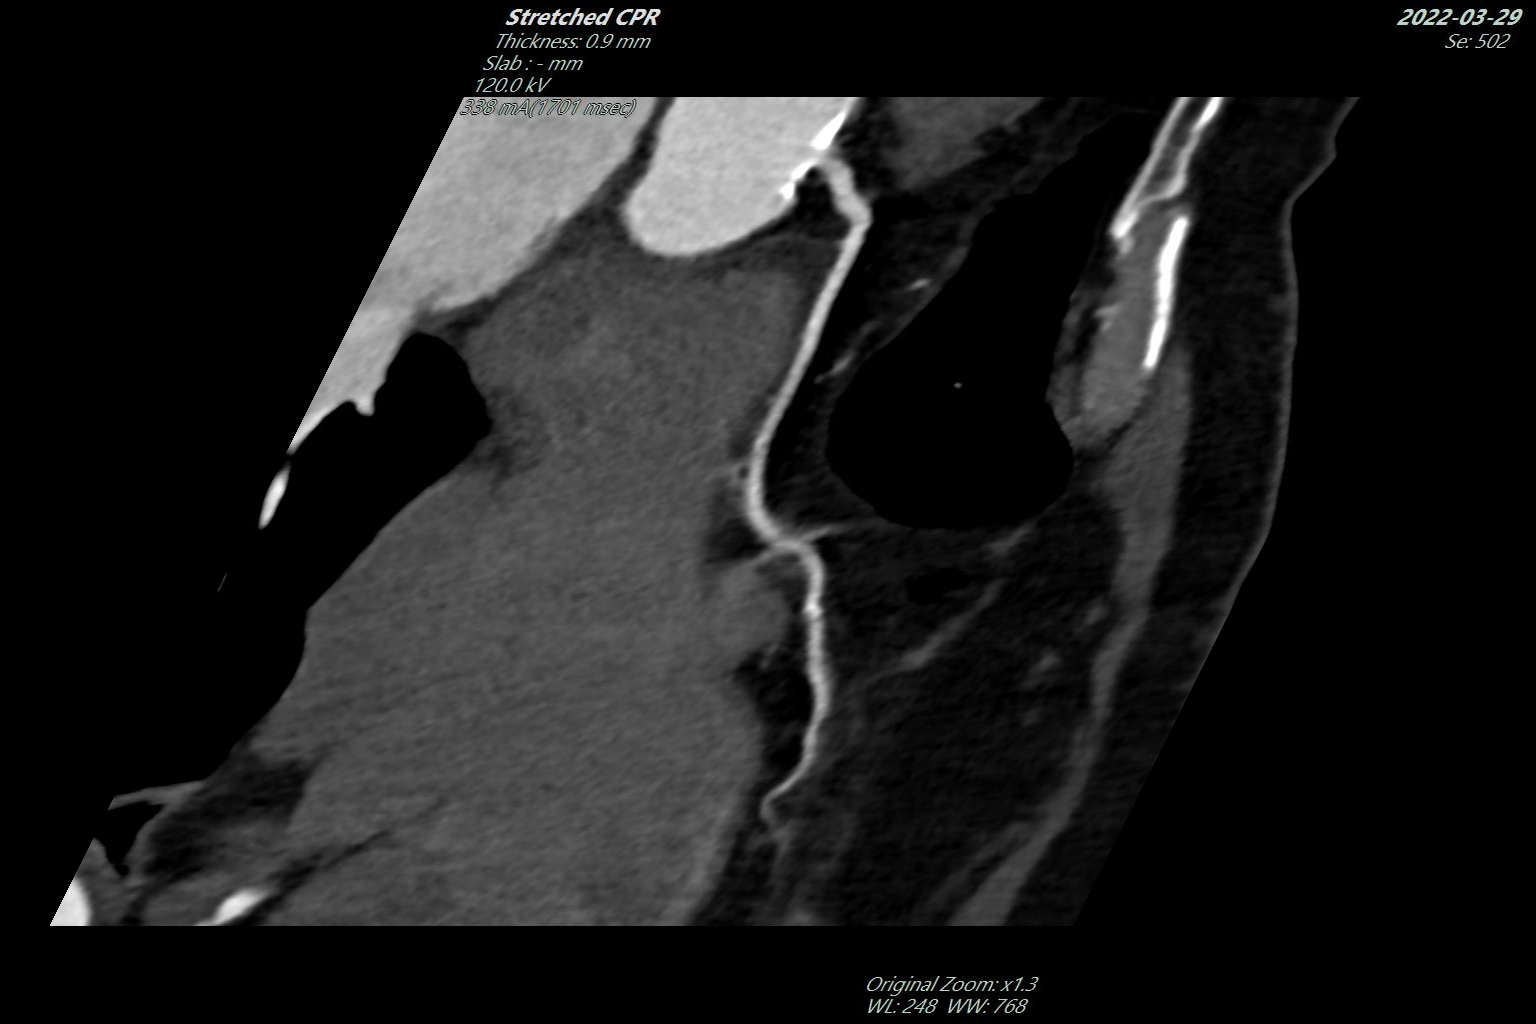 Stretched CPR
Thickness: 0.9 mm
Slab : - mm
120.0 kV
338 mA(1701 msec)
2022-03-29
Se: 502
Original Zoom: x1.3
WL: 248 WW: 768